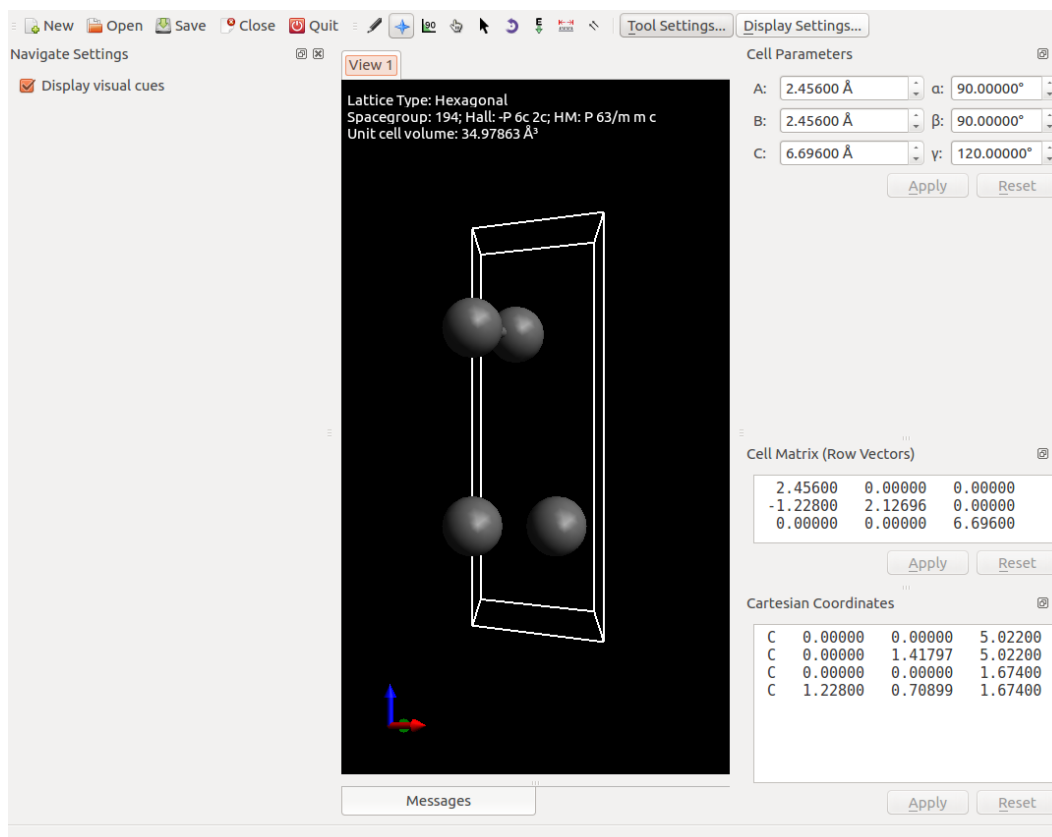 New Open Save Close Quit 90 E Tool Settings... Display Settings...
Navigate Settings
Display visual cues
View 1
Lattice Type: Hexagonal
Spacegroup: 194; Hall: -P 6c 2c; HM: P 63/m m c
Unit cell volume: 34.97863 Å³
Messages
Cell Parameters
A: 2.45600 Å α: 90.00000°
B: 2.45600 Å β: 90.00000°
C: 6.69600 Å γ: 120.00000°
Apply Reset
Cell Matrix (Row Vectors)
2.45600 0.00000 0.00000
-1.22800 2.12696 0.00000
0.00000 0.00000 6.69600
Apply Reset
Cartesian Coordinates
C 0.00000 0.00000 5.02200
C 0.00000 1.41797 5.02200
C 0.00000 0.00000 1.67400
C 1.22800 0.70899 1.67400
Apply Reset